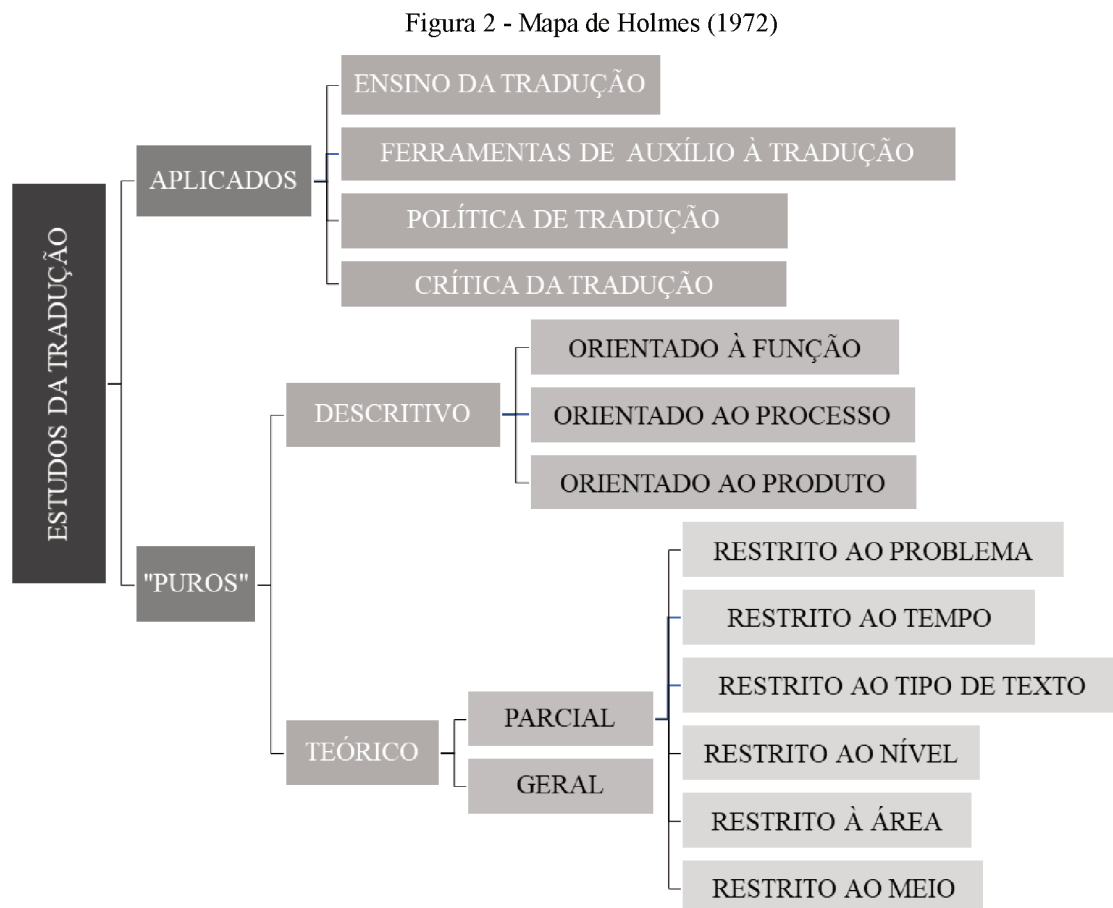 Figura 2 - Mapa de Holmes (1972)
ESTUDOS DA TRADUÇÃO
APLICADOS
ENSINO DA TRADUÇÃO
FERRAMENTAS DE AUXÍLIO À TRADUÇÃO
POLÍTICA DE TRADUÇÃO
CRÍTICA DA TRADUÇÃO
"PUROS"
DESCRITIVO
ORIENTADO À FUNÇÃO
ORIENTADO AO PROCESSO
ORIENTADO AO PRODUTO
TEÓRICO
PARCIAL
RESTRITO AO PROBLEMA
RESTRITO AO TEMPO
RESTRITO AO TIPO DE TEXTO
RESTRITO AO NÍVEL
RESTRITO À ÁREA
RESTRITO AO MEIO
GERAL